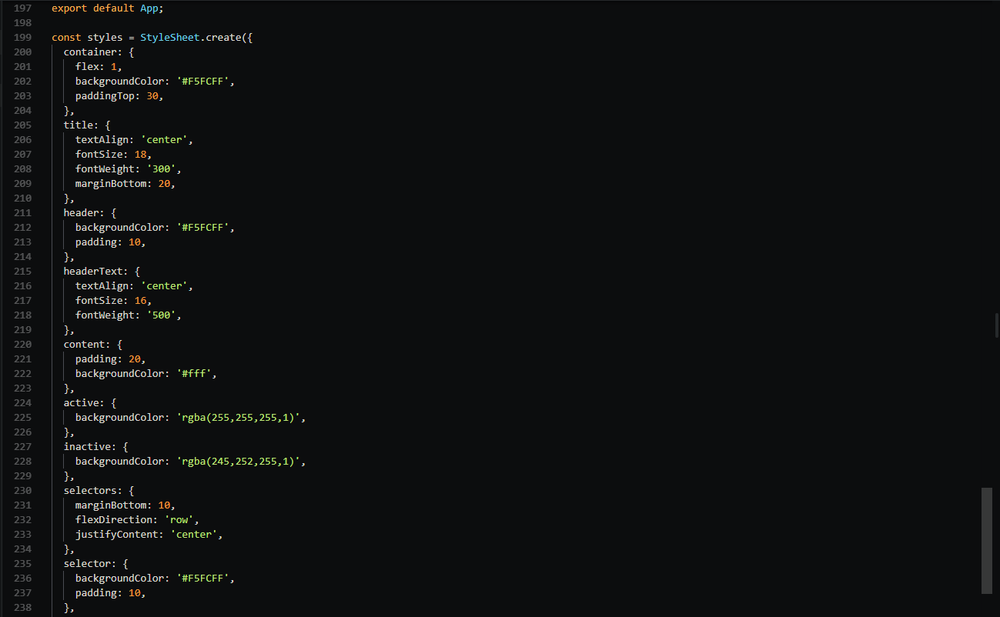 197 export default App;
198
199 const styles = StyleSheet.create({
200   container: {
201     flex: 1,
202     backgroundColor: '#F5FCFF',
203     paddingTop: 30,
204   },
205   title: {
206     textAlign: 'center',
207     fontSize: 18,
208     fontWeight: '300',
209     marginBottom: 20,
210   },
211   header: {
212     backgroundColor: '#F5FCFF',
213     padding: 10,
214   },
215   headerText: {
216     textAlign: 'center',
217     fontSize: 16,
218     fontWeight: '500',
219   },
220   content: {
221     padding: 20,
222     backgroundColor: '#fff',
223   },
224   active: {
225     backgroundColor: 'rgba(255,255,255,1)',
226   },
227   inactive: {
228     backgroundColor: 'rgba(245,252,255,1)',
229   },
230   selectors: {
231     marginBottom: 10,
232     flexDirection: 'row',
233     justifyContent: 'center',
234   },
235   selector: {
236     backgroundColor: '#F5FCFF',
237     padding: 10,
238   },